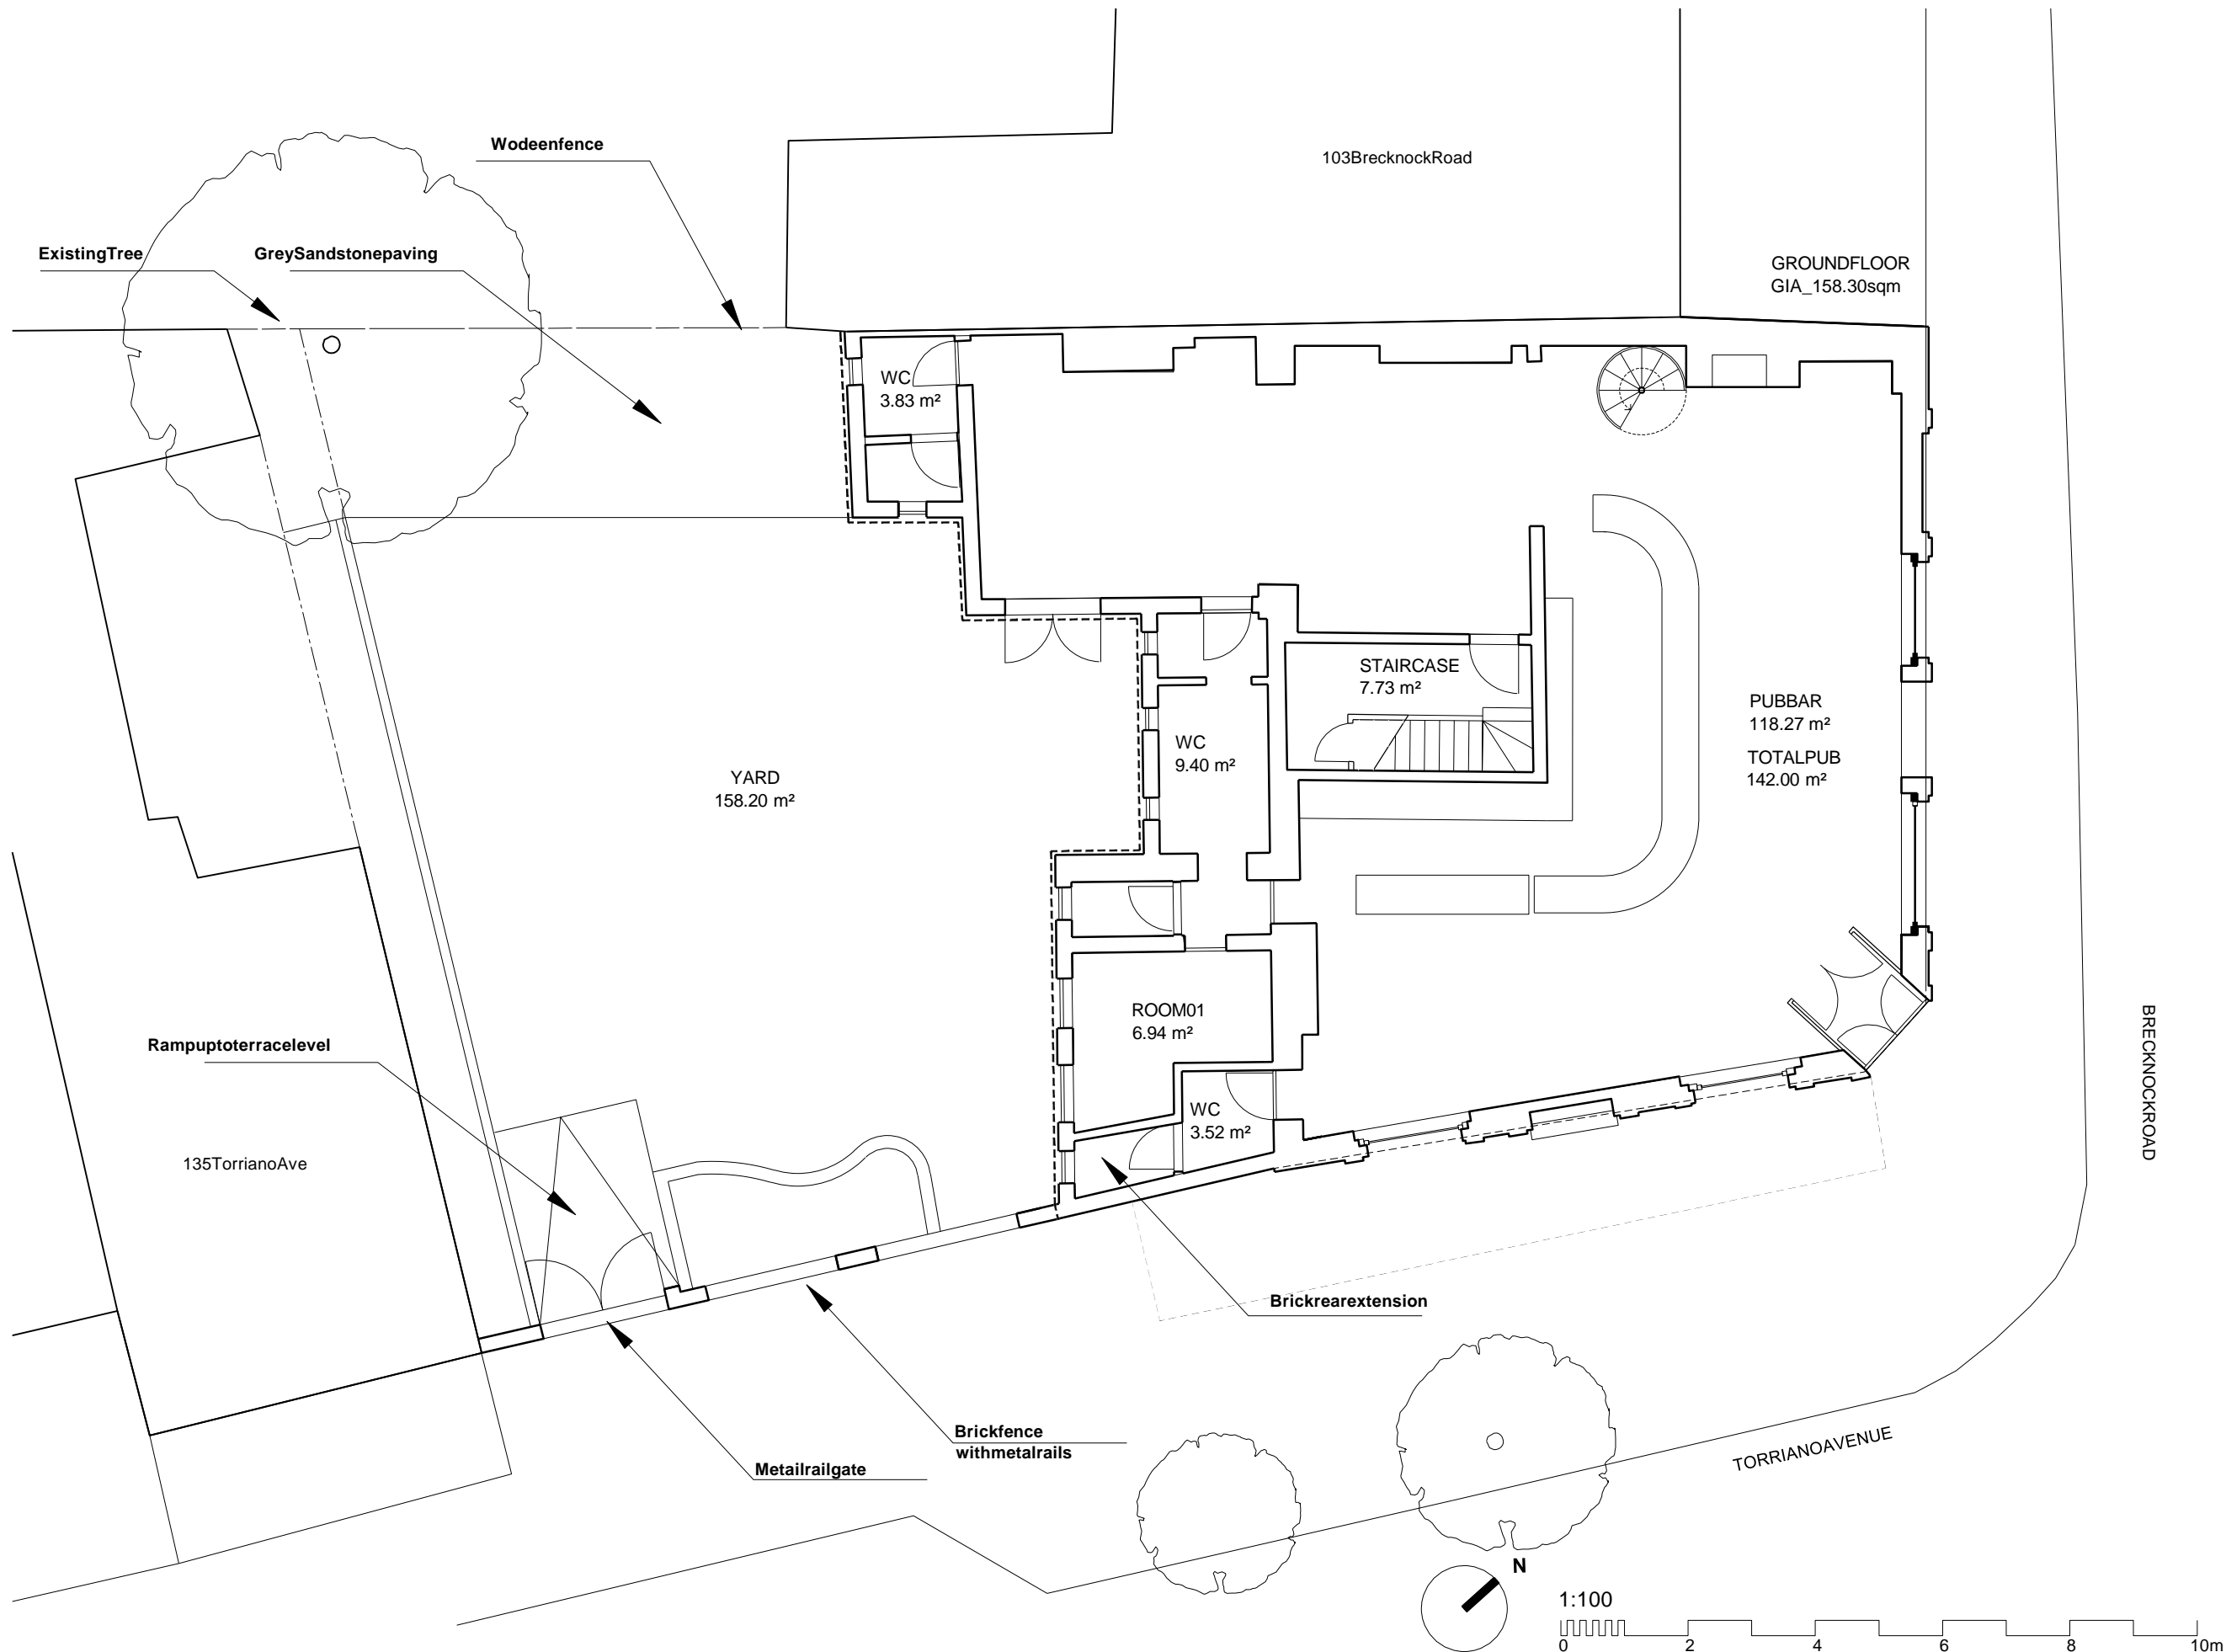 Wodeenfence
103BrecknockRoad
ExistingTree
GreySandstonepaving
GROUNDFLOOR
GIA_158.30sqm
WC
3.83 m²
STAIRCASE
7.73 m²
PUBBAR
118.27 m²
TOTALPUB
142.00 m²
WC
9.40 m²
YARD
158.20 m²
ROOM01
6.94 m²
BRECKNOCKROAD
Rampuptoterracelevel
WC
3.52 m²
135TorrianoAve
Brickrearextension
Brickfence
withmetalrails
Metailrailgate
TORRIANOAVENUE
N
1:100
0 2 4 6 8 10m